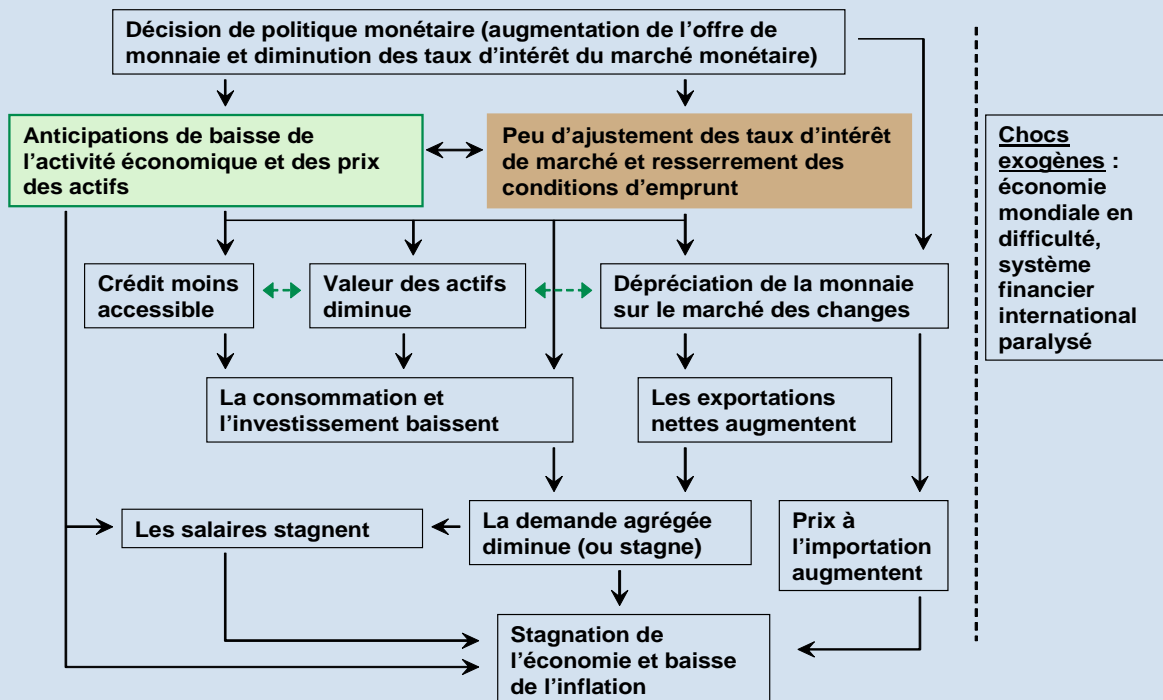 Décision de politique monétaire (augmentation de l’offre de
monnaie et diminution des taux d’intérêt du marché monétaire)
Anticipations de baisse de
l’activité économique et des prix
des actifs
Peu d’ajustement des taux d’intérêt
de marché et resserrement des
conditions d’emprunt
Chocs
exogènes :
économie
mondiale en
difficulté,
système
financier
international
paralysé
Crédit moins
accessible
Valeur des actifs
diminue
Dépréciation de la monnaie
sur le marché des changes
La consommation et
l’investissement baissent
Les exportations
nettes augmentent
Les salaires stagnent
La demande agrégée
diminue (ou stagne)
Prix à
l’importation
augmentent
Stagnation de
l’économie et baisse
de l’inflation